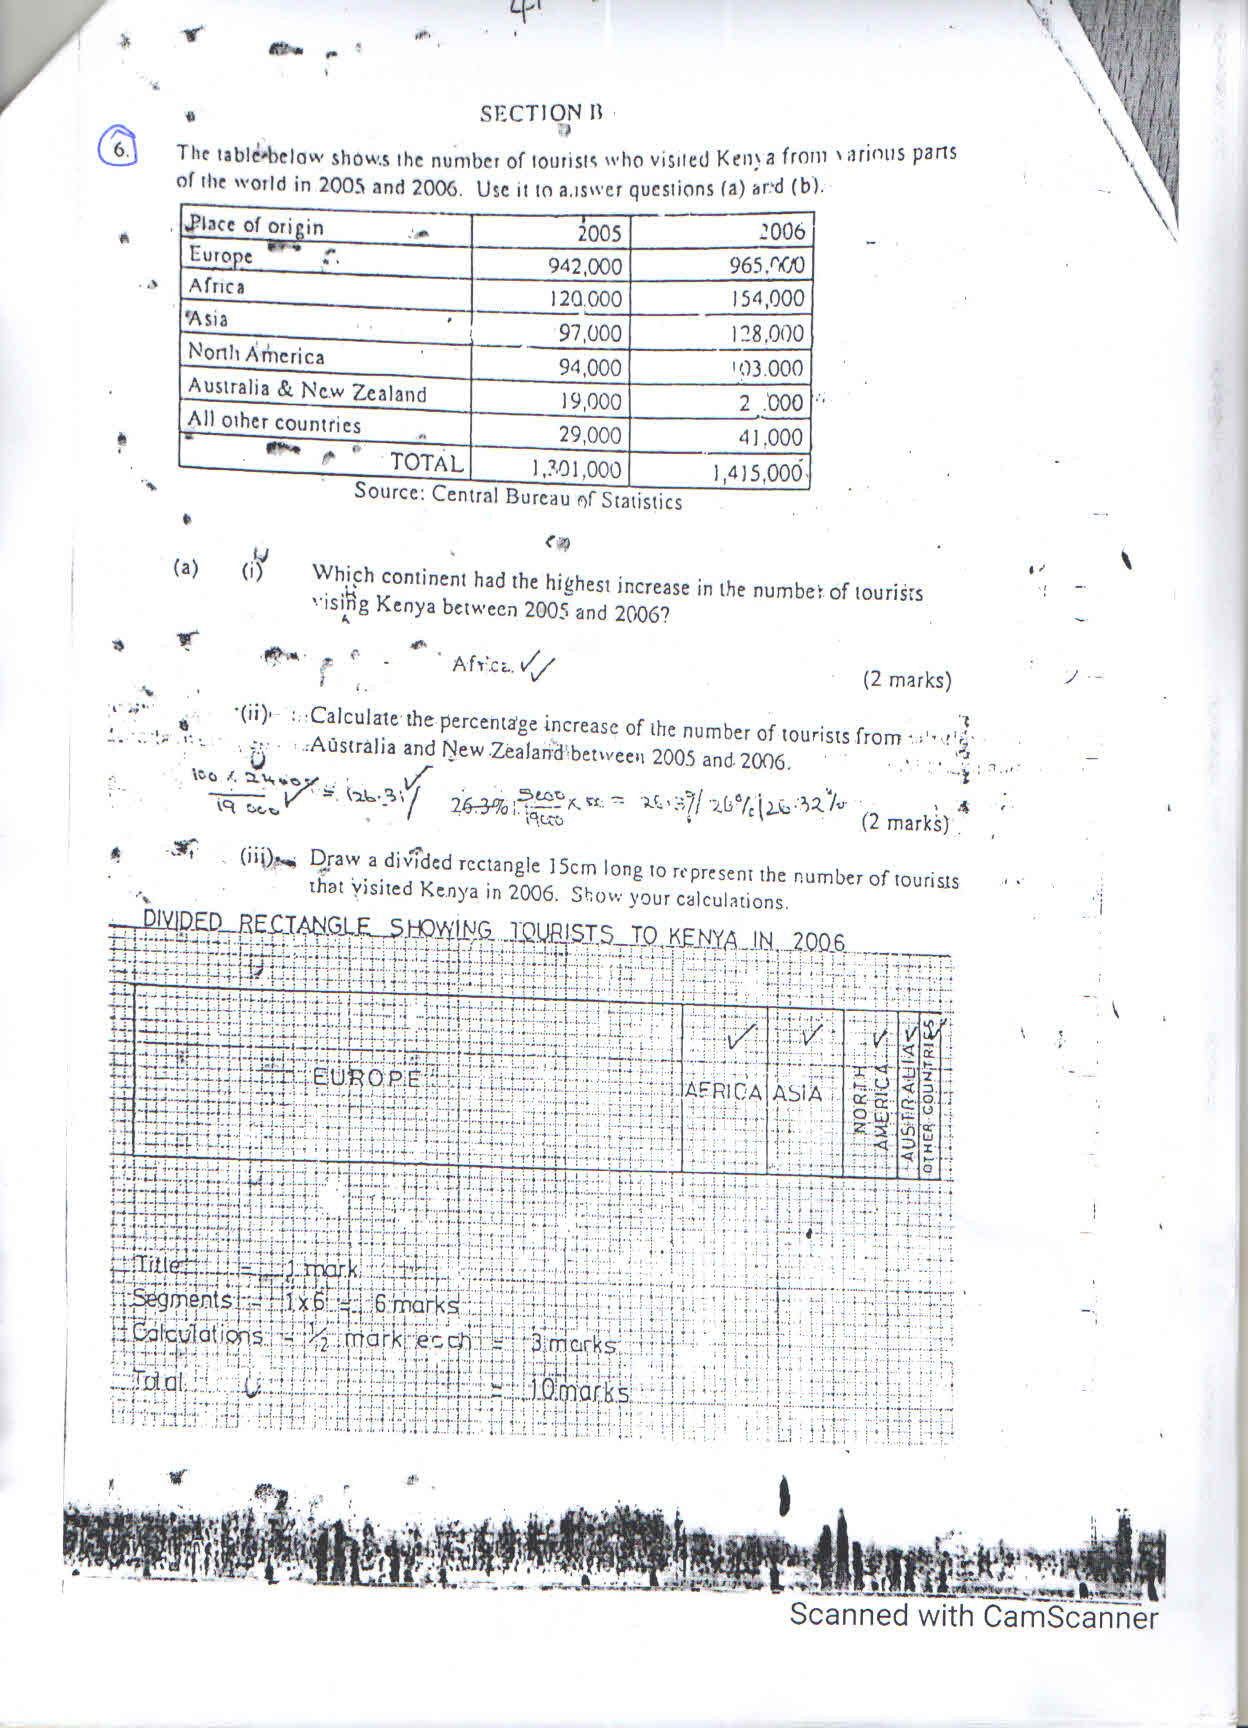 SECTION B
6.
The table below shows the number of tourists who visited Kenya from various parts
of the world in 2005 and 2006. Use it to answer questions (a) and (b).
Place of origin 2005 2006
Europe 942,000 965,000
Africa 120,000 154,000
Asia 97,000 128,000
North America 94,000 103,000
Australia & New Zealand 19,000
All other countries 29,000 41,000
TOTAL 1,301,000 1,415,000
Source: Central Bureau of Statistics
(a) (i) Which continent had the highest increase in the number of tourists
vising Kenya between 2005 and 2006?
Africa
(2 marks)
(ii) Calculate the percentage increase of the number of tourists from
Australia and New Zealand between 2005 and 2006.
26.3% 26% 26.32%
19000
(2 marks)
(iii) Draw a divided rectangle 15cm long to represent the number of tourists
that visited Kenya in 2006. Show your calculations.
DIVIDED RECTANGLE SHOWING TOURISTS TO KENYA IN 2006
EUROPE
AFRICA
ASIA
NORTH
AMERICA
AUSTRALIA
OTHER COUNTRIES
Title = 1 mark
Segments - 1x6 = 6 marks
Calculations - ½ mark each = 3 marks
Total = 10 marks
Scanned with CamScanner